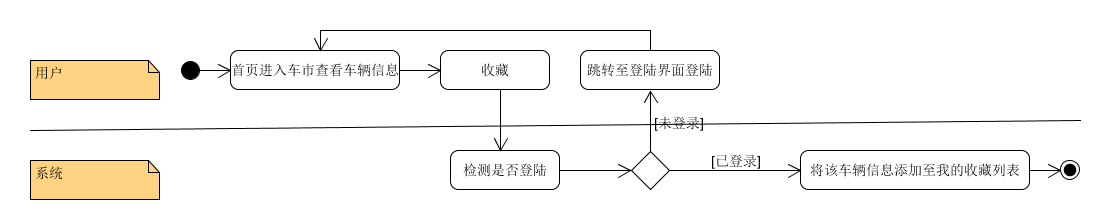 用户
首页进入车市查看车辆信息
收藏
跳转至登陆界面登陆
[未登录]
系统
检测是否登陆
[已登录]
将该车辆信息添加至我的收藏列表